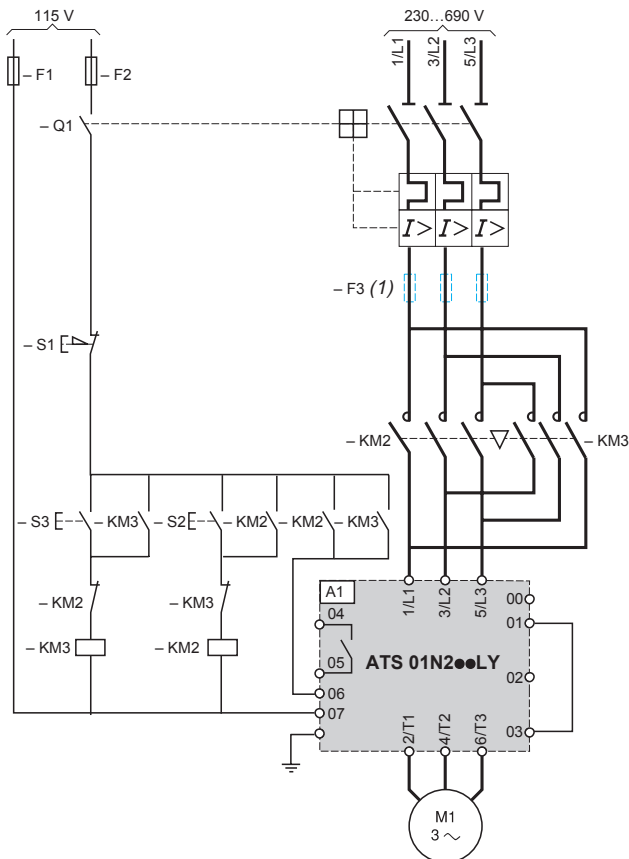 115 V
230...690 V
– F1
– F2
1/L1
3/L2
5/L3
– Q1
I>
I>
I>
– F3 (1)
– S1
– KM2
– KM3
– S3
– KM3
– S2
– KM2
– KM2
– KM3
– KM2
– KM3
– KM3
– KM2
A1
1/L1
3/L2
5/L3
00
04
01
05
ATS 01N2●●LY
02
06
07
03
2/T1
4/T2
6/T3
M1
3 ~